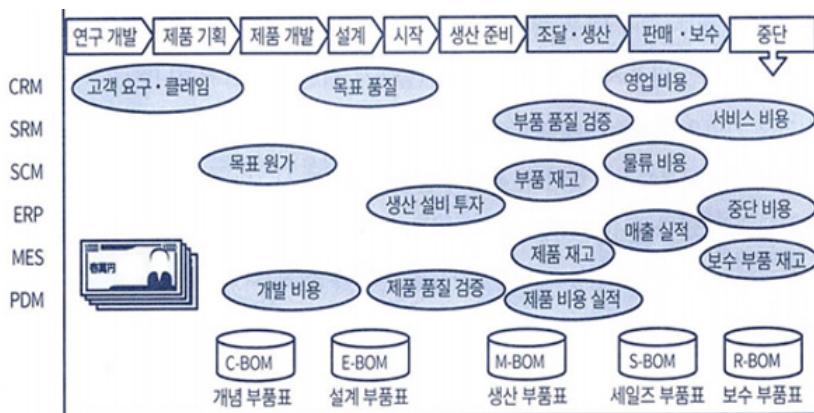 연구 개발 제품 기획 제품 개발 설계 시작 생산 준비 조달·생산 판매·보수 중단
CRM 고객 요구·클레임 목표 품질 영업 비용
SRM 부품 품질 검증 서비스 비용
SCM 목표 원가 부품 재고 물류 비용
ERP 생산 설비 투자 매출 실적 중단 비용
MES 제품 재고 보수 부품 재고
PDM 개발 비용 제품 품질 검증 제품 비용 실적
C-BOM E-BOM M-BOM S-BOM R-BOM
개념 부품표 설계 부품표 생산 부품표 세일즈 부품표 보수 부품표